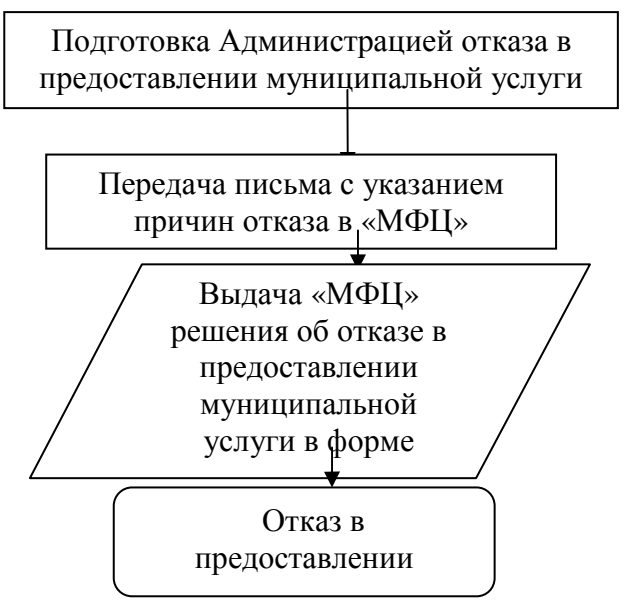 Подготовка Администрацией отказа в
предоставлении муниципальной услуги
Передача письма с указанием
причин отказа в «МФЦ»
Выдача «МФЦ»
решения об отказе в
предоставлении
муниципальной
услуги в форме
Отказ в
предоставлении